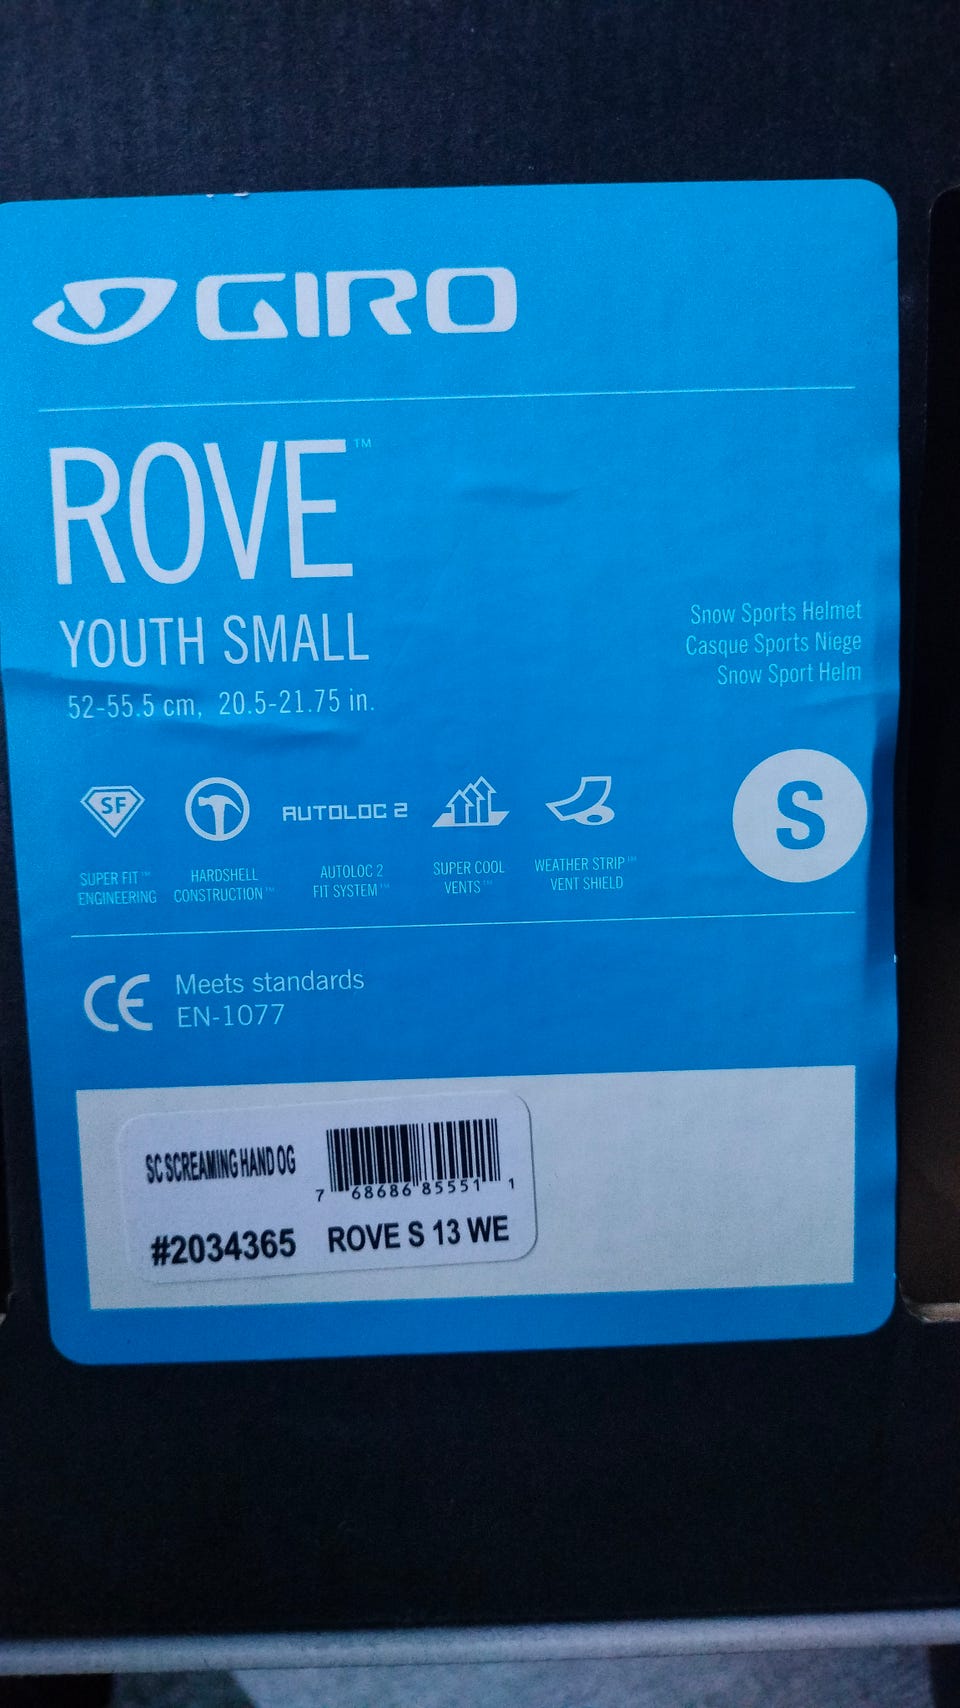 GIRO
ROVE™
YOUTH SMALL
52-55.5 cm, 20.5-21.75 in.
Snow Sports Helmet
Casque Sports Niege
Snow Sport Helm
SF
AUTOLOC 2
S
SUPER FIT™
ENGINEERING
HARDSHELL
CONSTRUCTION™
AUTOLOC 2
FIT SYSTEM™
SUPER COOL
VENTS™
WEATHER STRIP™
VENT SHIELD
CE
Meets standards
EN-1077
SC SCREAMING HAND OG
7 68686 85551 1
#2034365 ROVE S 13 WE